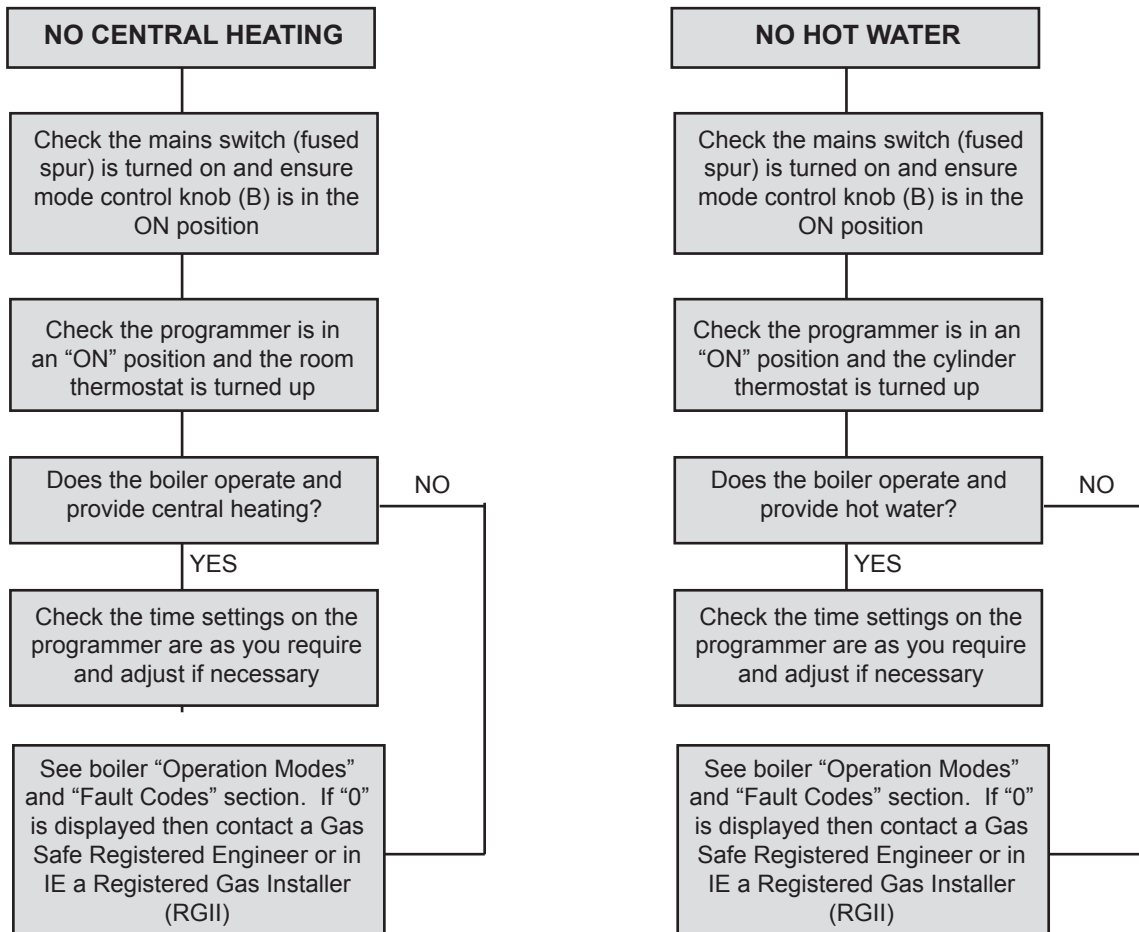 NO CENTRAL HEATING
Check the mains switch (fused
spur) is turned on and ensure
mode control knob (B) is in the
ON position
Check the programmer is in
an “ON” position and the room
thermostat is turned up
Does the boiler operate and
provide central heating?
NO
YES
Check the time settings on the
programmer are as you require
and adjust if necessary
See boiler “Operation Modes”
and “Fault Codes” section.  If “0”
is displayed then contact a Gas
Safe Registered Engineer or in
IE a Registered Gas Installer
(RGII)
NO HOT WATER
Check the mains switch (fused
spur) is turned on and ensure
mode control knob (B) is in the
ON position
Check the programmer is in an
“ON” position and the cylinder
thermostat is turned up
Does the boiler operate and
provide hot water?
NO
YES
Check the time settings on the
programmer are as you require
and adjust if necessary
See boiler “Operation Modes”
and “Fault Codes” section.  If “0”
is displayed then contact a Gas
Safe Registered Engineer or in
IE a Registered Gas Installer
(RGII)